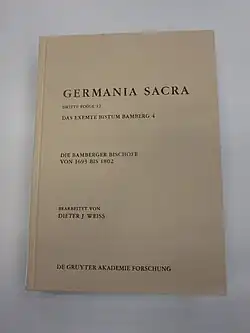 GERMANIA SACRA
DRITTE FOLGE 12
DAS EXEMTE BISTUM BAMBERG 4
DIE BAMBERGER BISCHÖFE
VON 1693 BIS 1802
BEARBEITET VON
DIETER J. WEISS
DE GRUYTER AKADEMIE FORSCHUNG